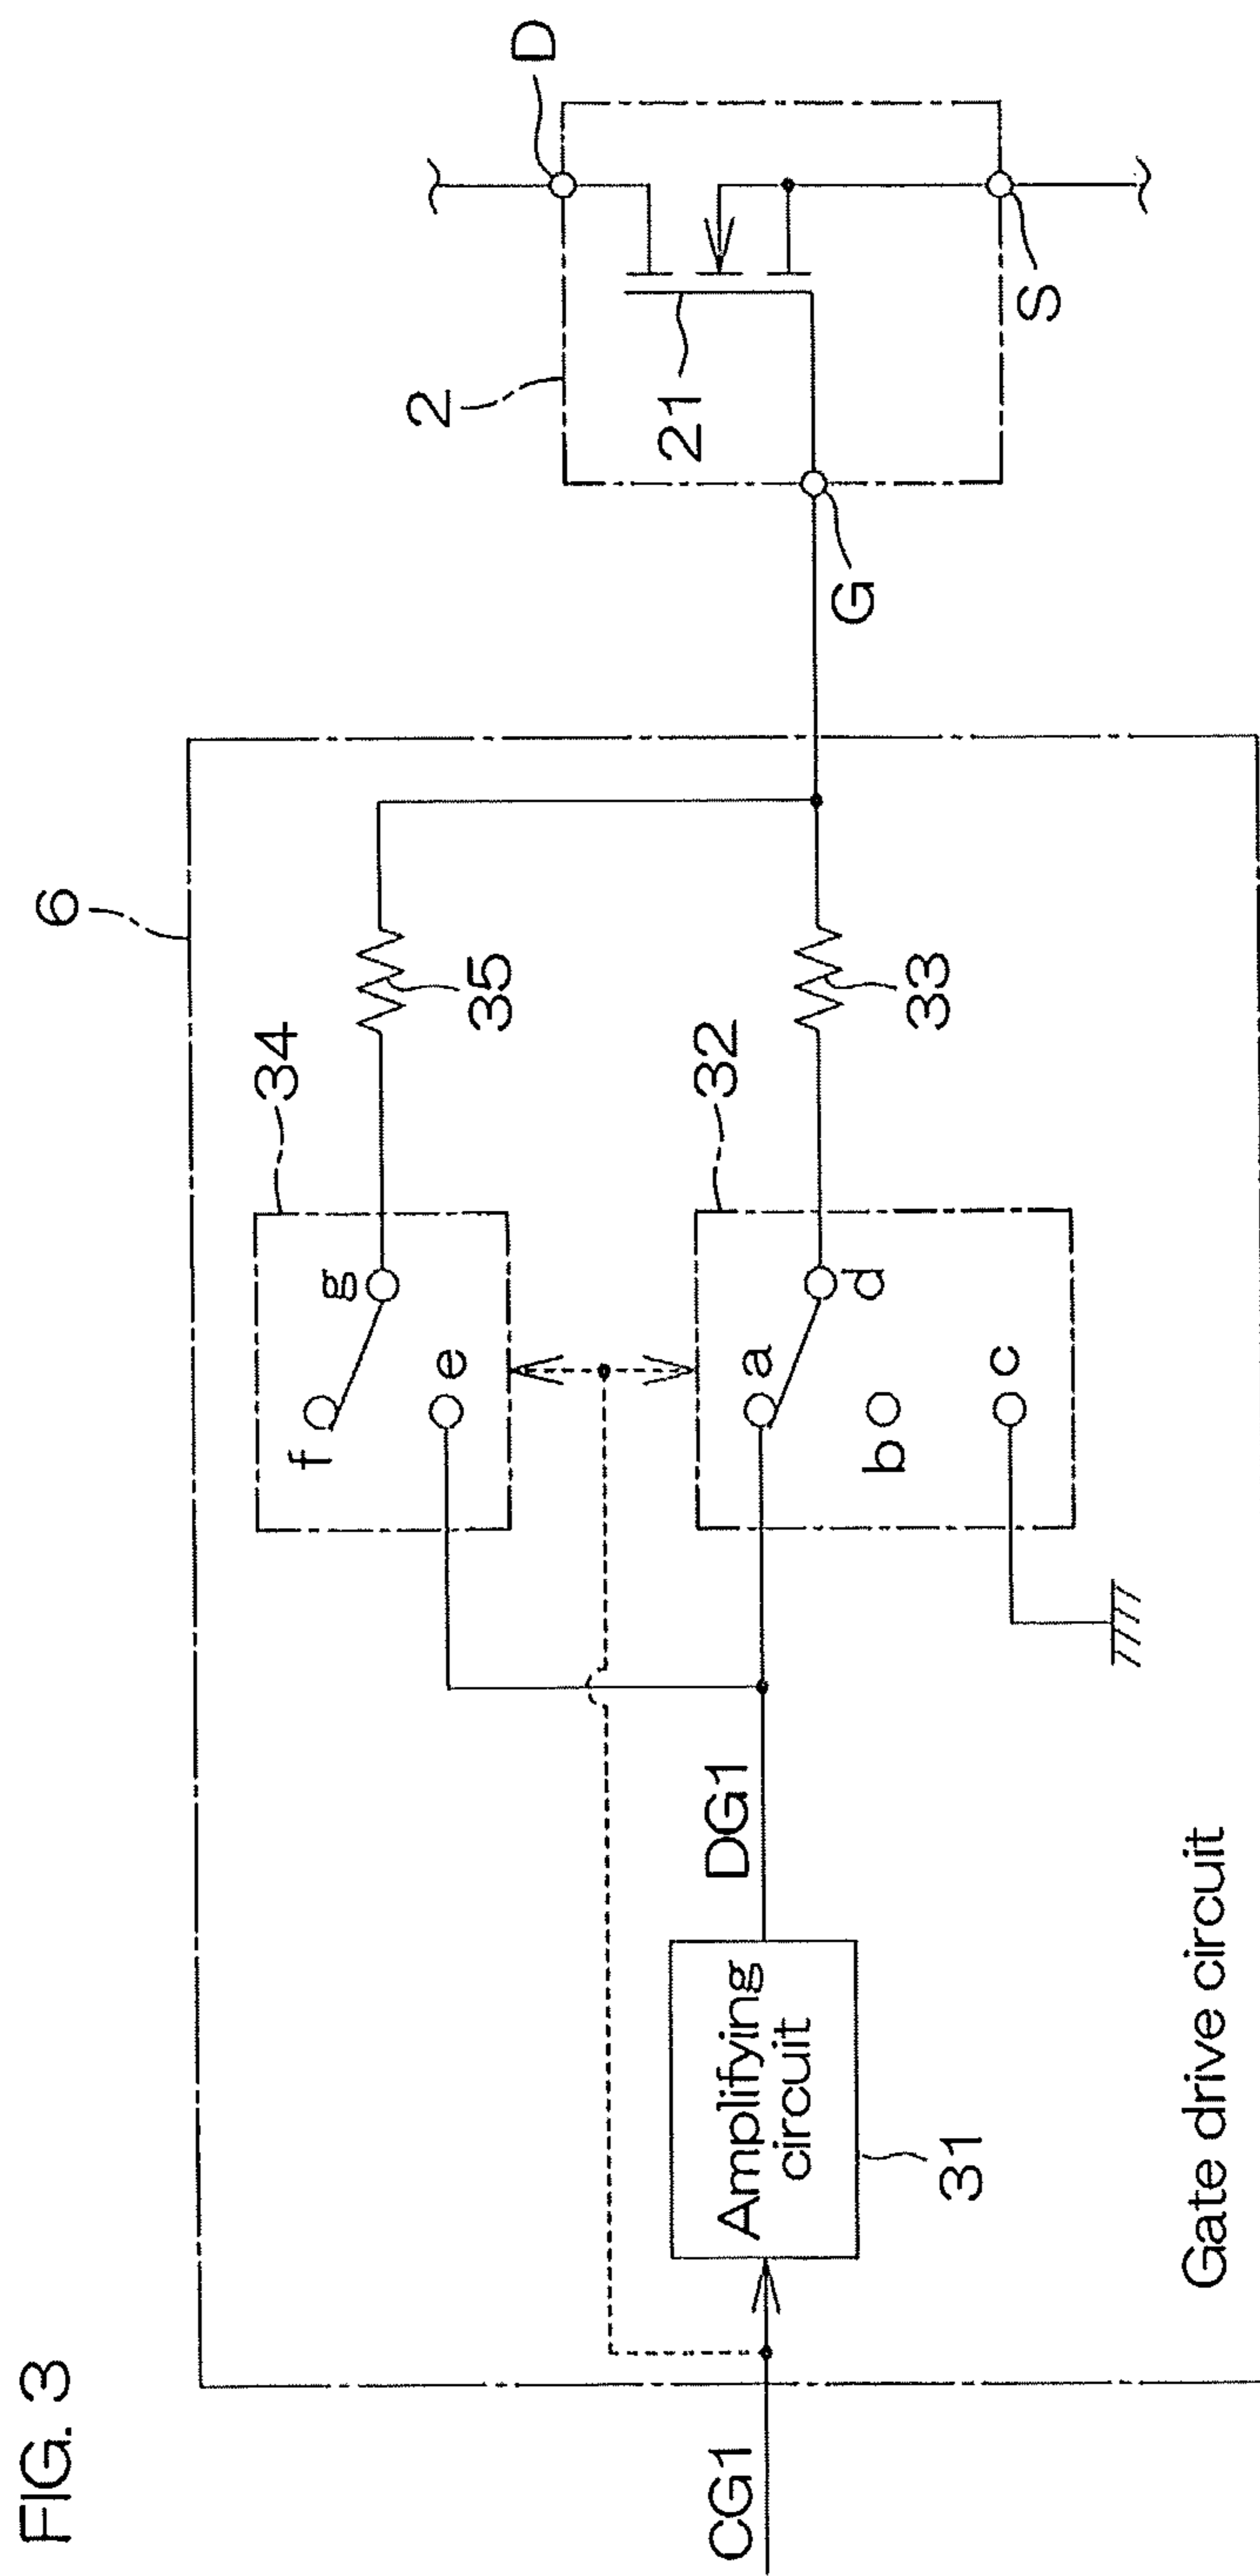 FIG. 3
6
34
f
g
e
35
2
D
21
G
S
32
a
b
c
d
33
CG1
Amplifying
circuit
31
DG1
Gate drive circuit